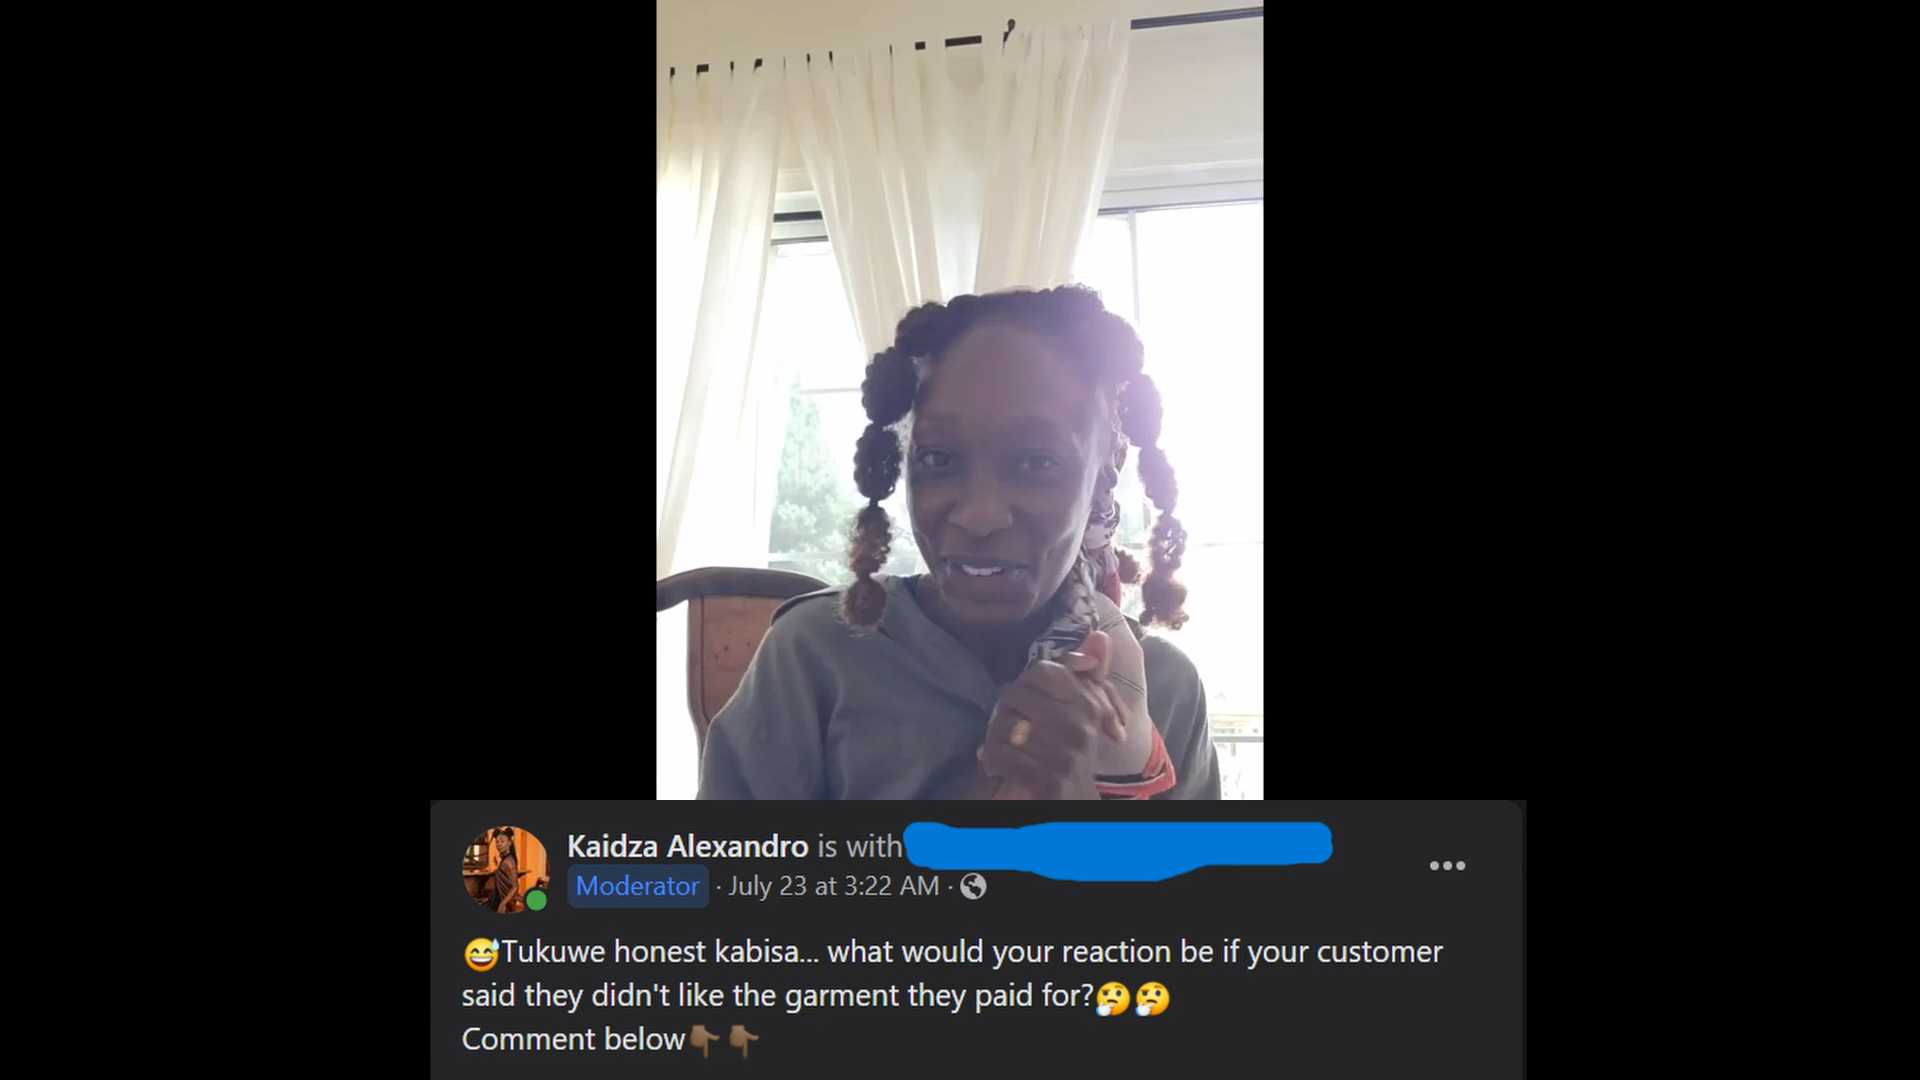 Kaidza Alexandro is with
Moderator · July 23 at 3:22 AM ·
😅Tukuwe honest kabisa... what would your reaction be if your customer
said they didn't like the garment they paid for?🤧🤧
Comment below👇🏾👇🏾